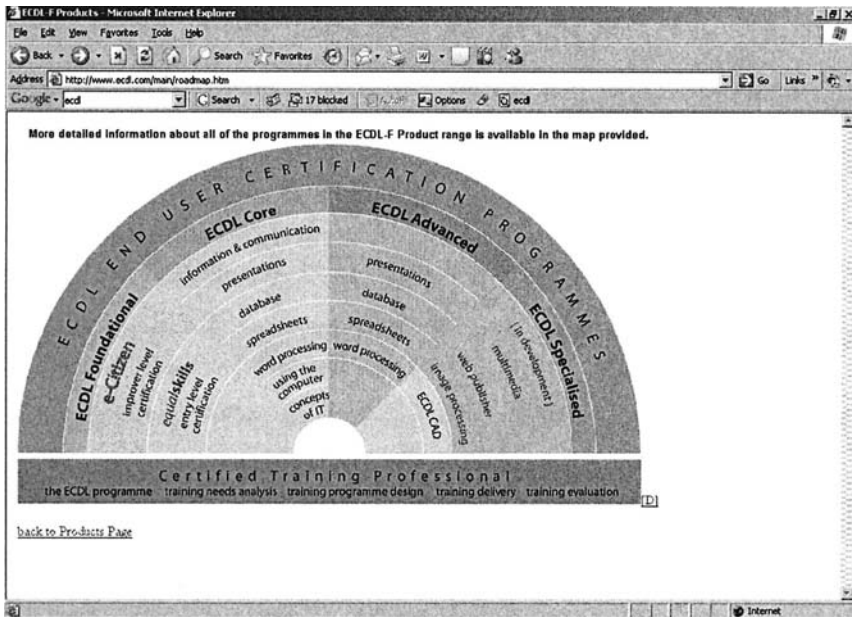 ECDL-F Products - Microsoft Internet Explorer
File Edit View Favorites Tools Help
Back Search Favorites
Address http://www.ecdl.com/main/roadmap.htm Go Links »
Google ecdl Search 17 blocked Options ecdl
More detailed information about all of the programmes in the ECDL-F Product range is available in the map provided.
ECDL END USER CERTIFICATION PROGRAMMES
ECDL Foundational
e-Citizen
improver level
certification
equalskills
entry level
certification
ECDL Core
information & communication
presentations
database
spreadsheets
word processing
using the
computer
concepts
of IT
ECDL Advanced
presentations
database
spreadsheets
word processing
ECDL Specialised
( in development )
multimedia
web publisher
image processing
ECDL CAD
Certified Training Professional
the ECDL programme training needs analysis training programme design training delivery training evaluation
[D]
back to Products Page
Internet